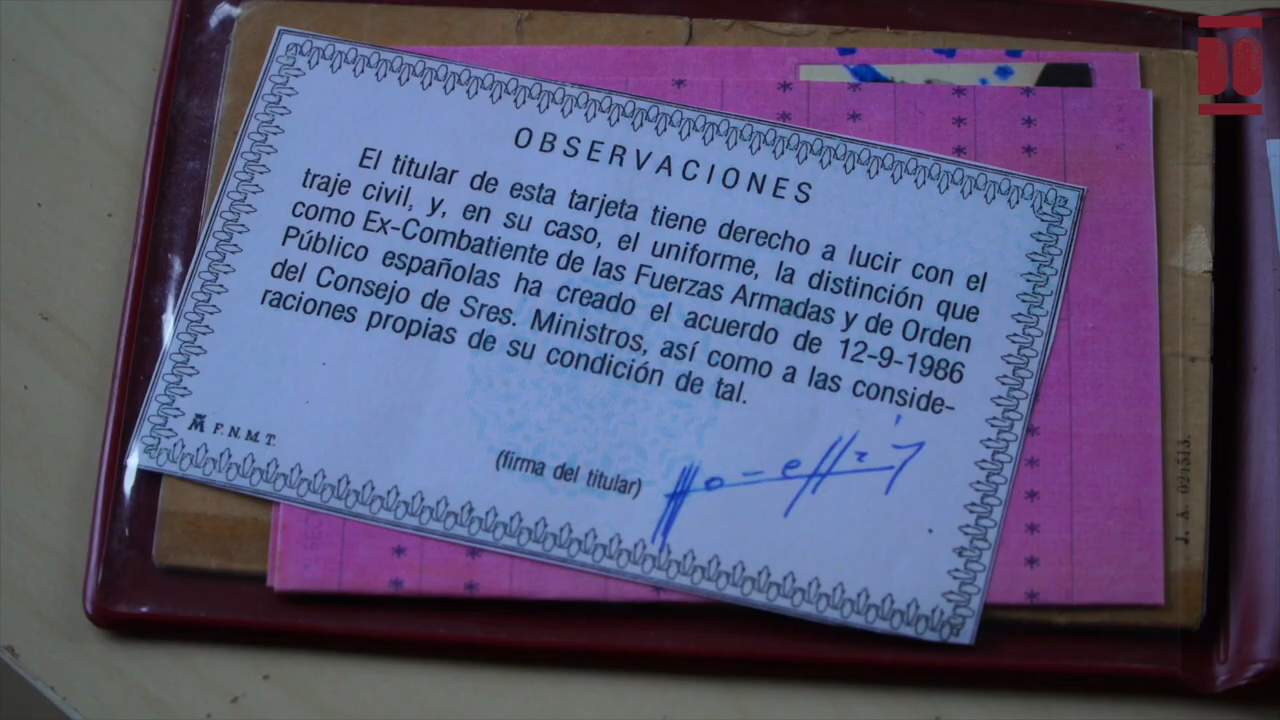 DO
OBSERVACIONES
El titular de esta tarjeta tiene derecho a lucir con el
traje civil, y, en su caso, el uniforme, la distinción que
como Ex-Combatiente de las Fuerzas Armadas y de Orden
Público españolas ha creado el acuerdo de 12-9-1986
del Consejo de Sres. Ministros, así como a las conside-
raciones propias de su condición de tal.
F. N. M. T.
(firma del titular)
J. A. 024513.